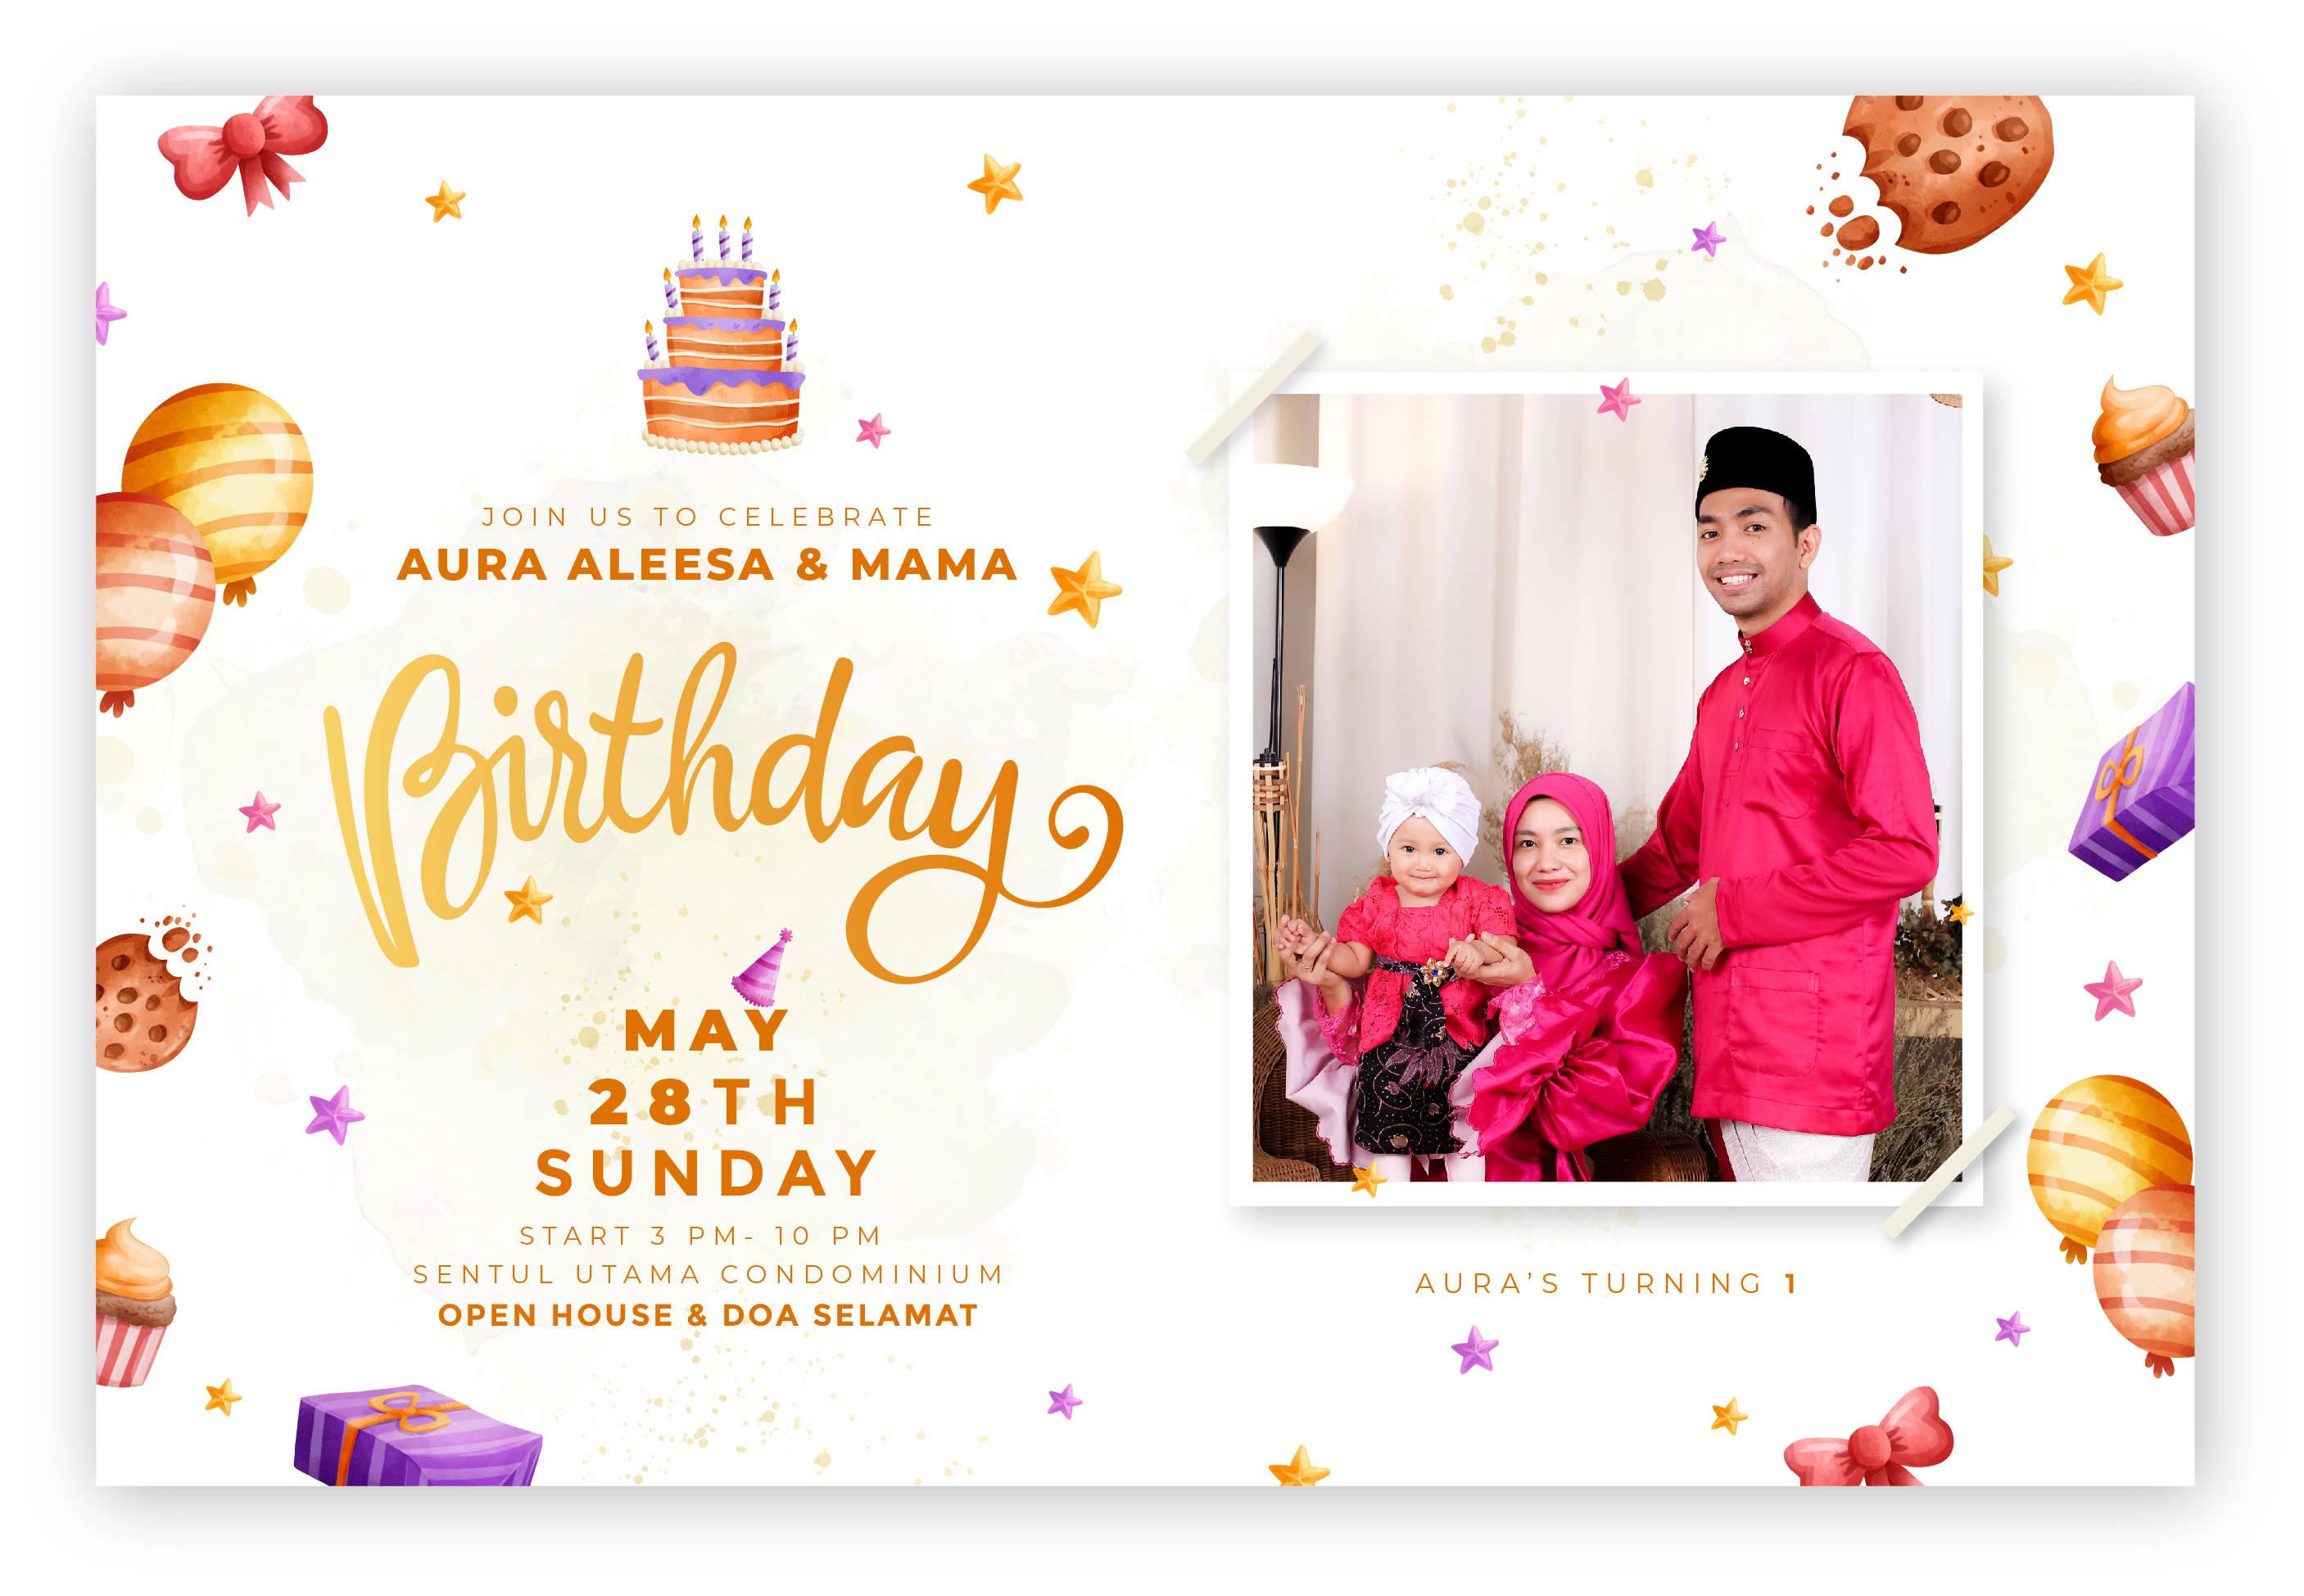 JOIN US TO CELEBRATE
AURA ALEESA & MAMA
Birthday
MAY
28TH
SUNDAY
START 3 PM- 10 PM
SENTUL UTAMA CONDOMINIUM
OPEN HOUSE & DOA SELAMAT
AURA'S TURNING 1